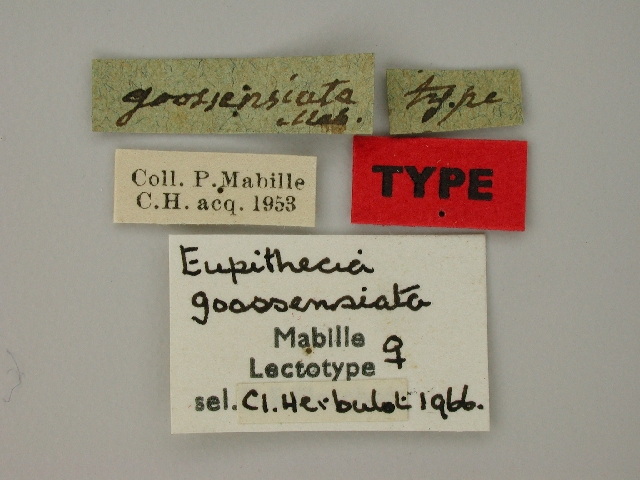 goossensiata
Mab.
type
Coll. P. Mabille
C.H. acq. 1953
TYPE
Eupithecia
goossensiata
Mabille
Lectotype ♀
sel. Cl. Herbulot 1966.